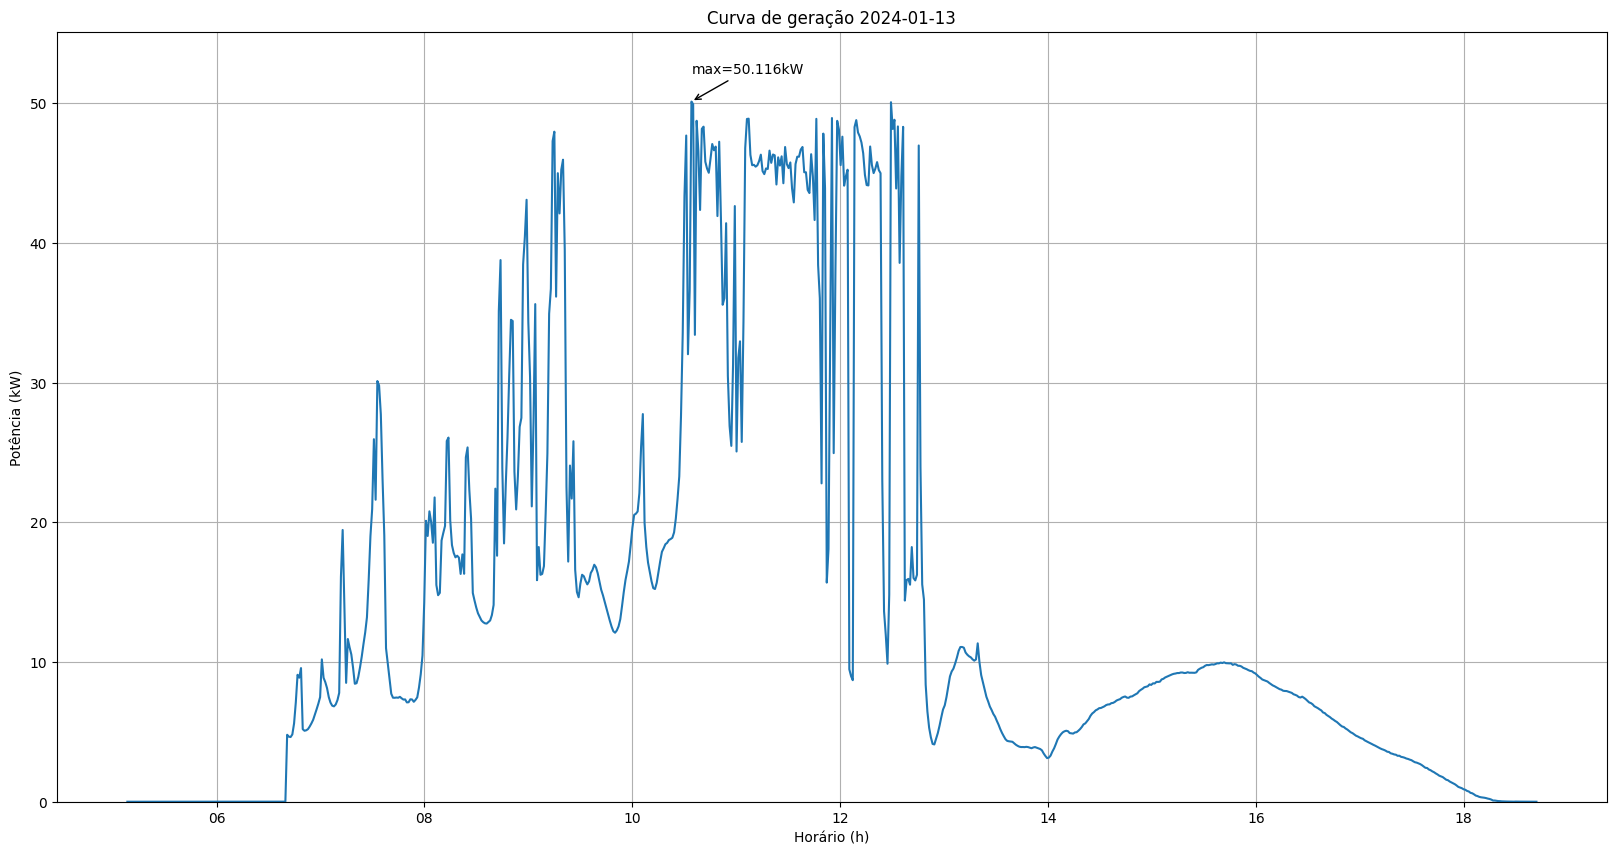 Curva de geração 2024-01-13
max=50.116kW
50
40
30
20
10
0
Potência (kW)
06 08 10 12 14 16 18
Horário (h)